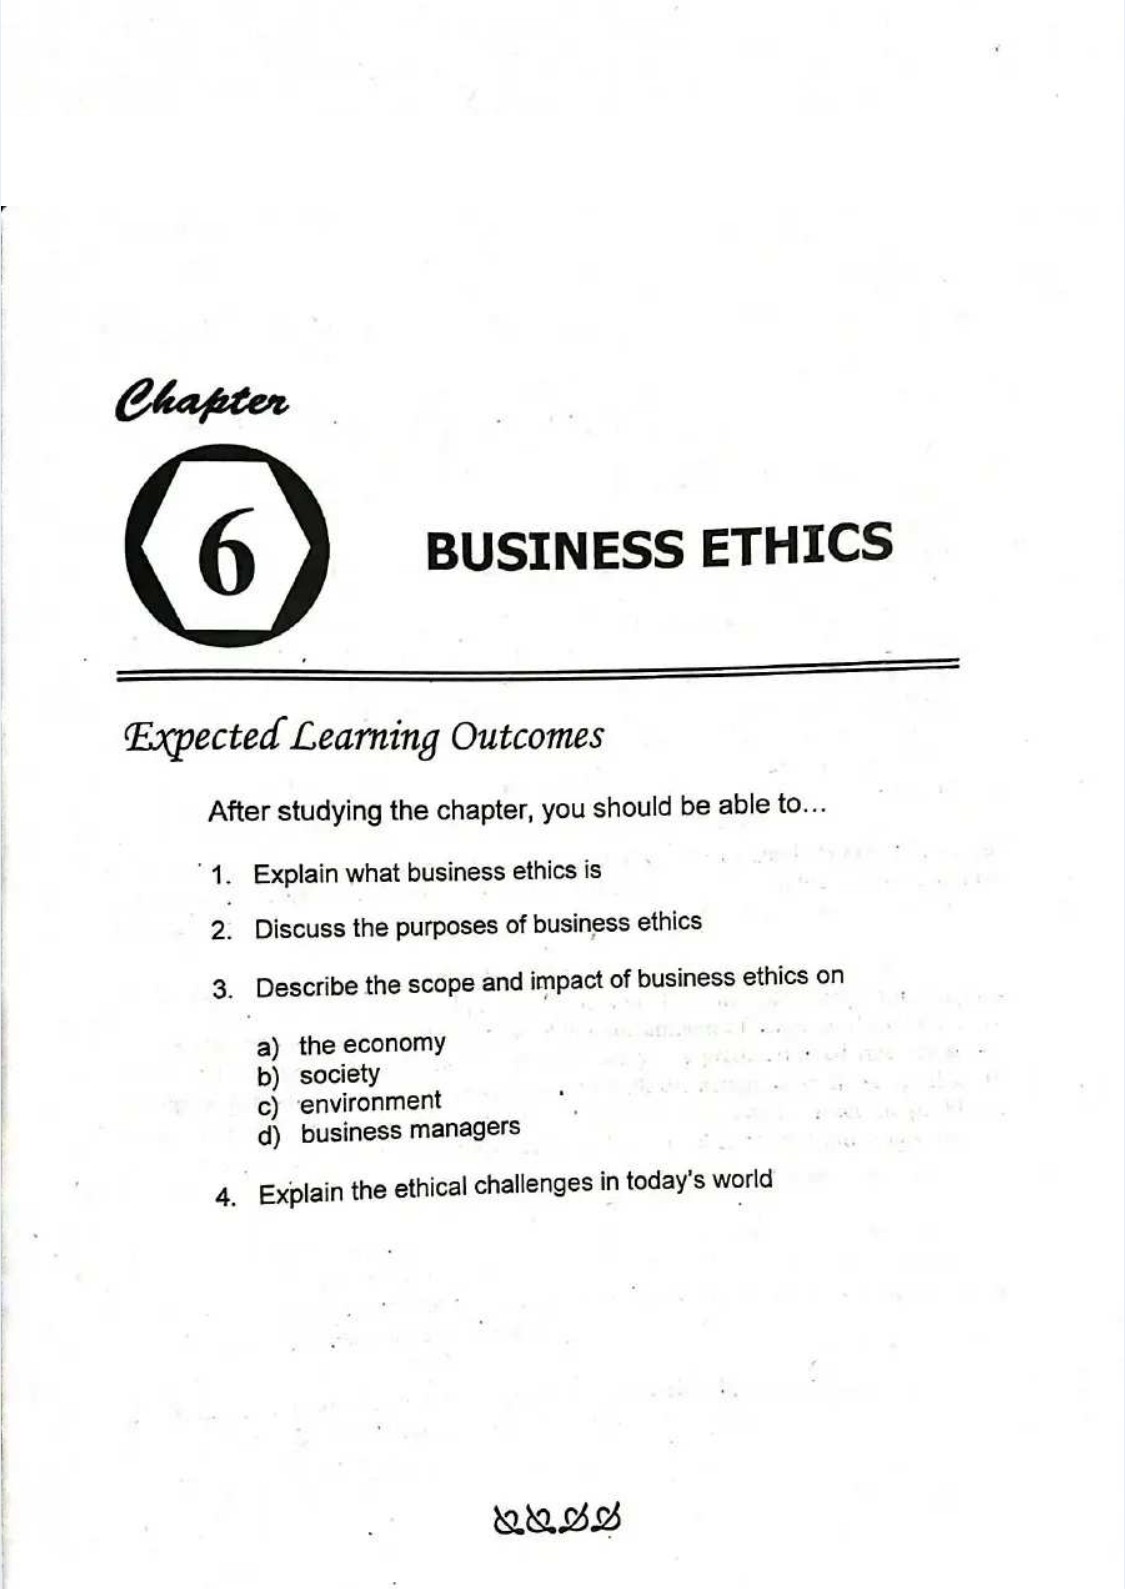 Chapter
6
BUSINESS ETHICS
Expected Learning Outcomes
After studying the chapter, you should be able to...
1. Explain what business ethics is
2. Discuss the purposes of business ethics
3. Describe the scope and impact of business ethics on
a) the economy
b) society
c) environment
d) business managers
4. Explain the ethical challenges in today's world